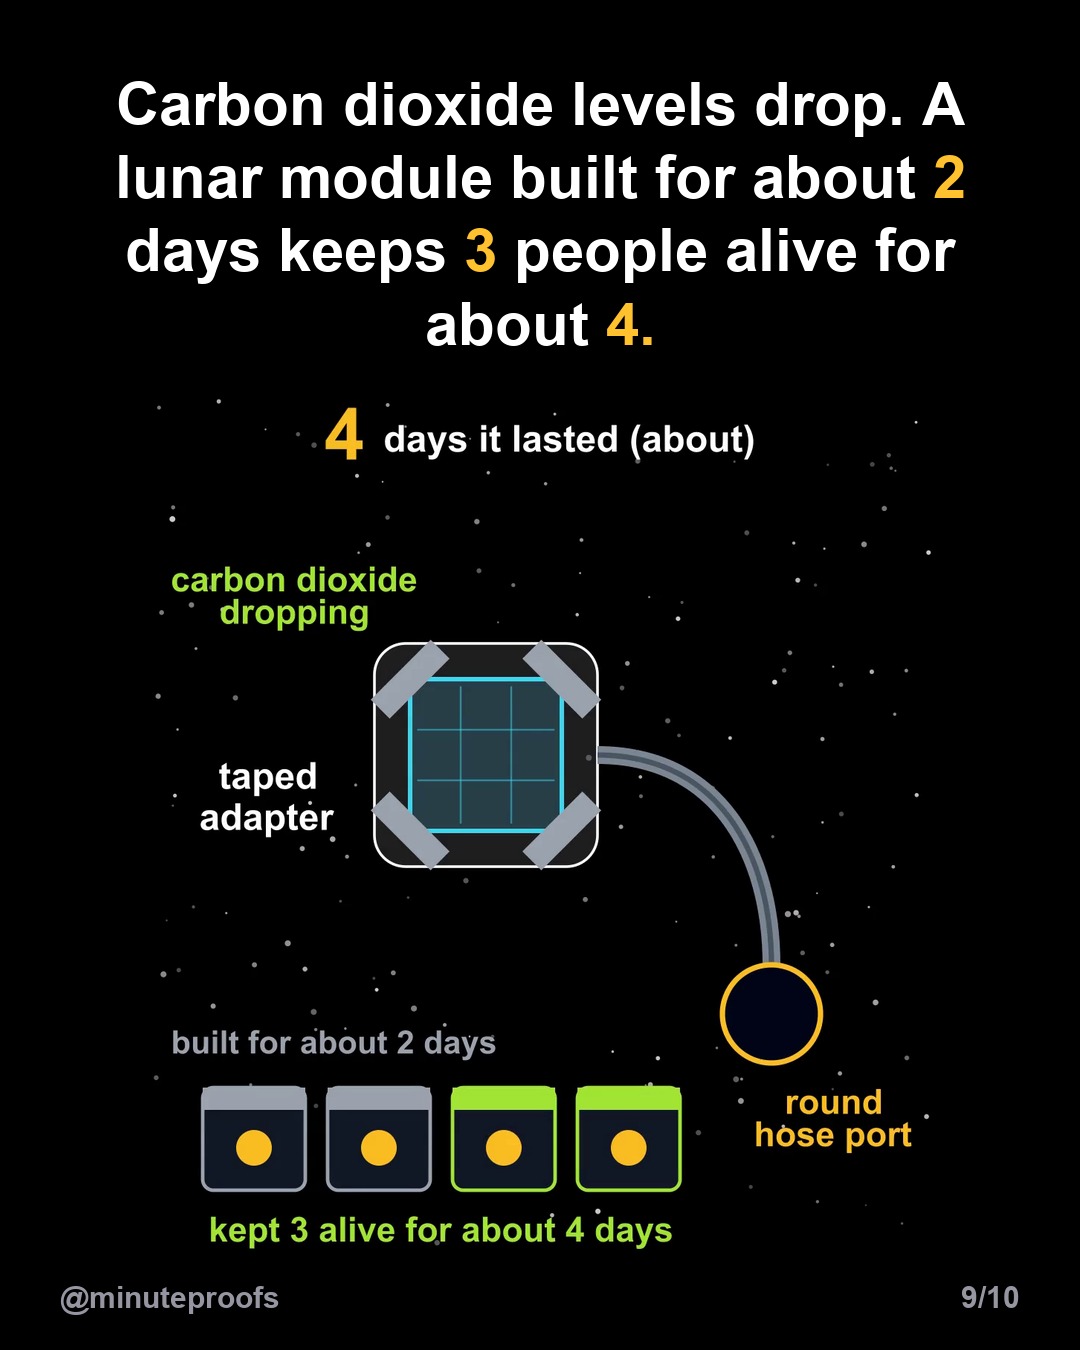 Carbon dioxide levels drop. A
lunar module built for about 2
days keeps 3 people alive for
about 4.
4 days it lasted (about)
carbon dioxide
dropping
taped
adapter
built for about 2 days
round
hose port
kept 3 alive for about 4 days
@minuteproofs
9/10